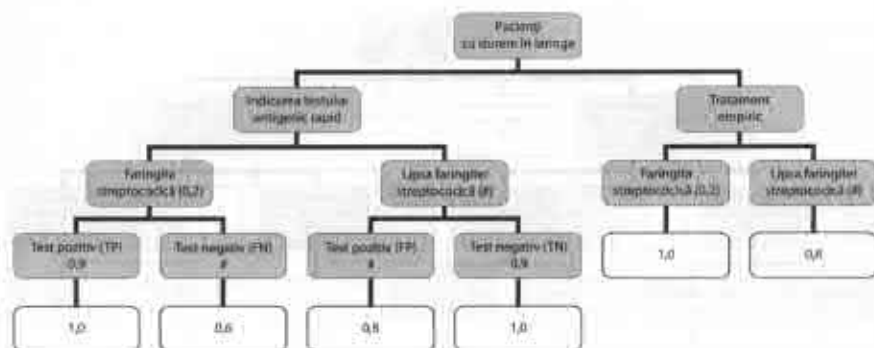 Pacienți
cu durere în laringe
Indicarea testului
antigenic rapid
Tratament
empiric
Faringita
streptococică (0,2)
Lipsa faringitei
streptococică (#)
Faringita
streptococică (0,2)
Lipsa faringitei
streptococică (#)
Test pozitiv (TP)
0,9
Test negativ (FN)
#
Test pozitiv (FP)
#
Test negativ (TN)
0,9
1,0
0,8
1,0
0,6
0,8
1,0